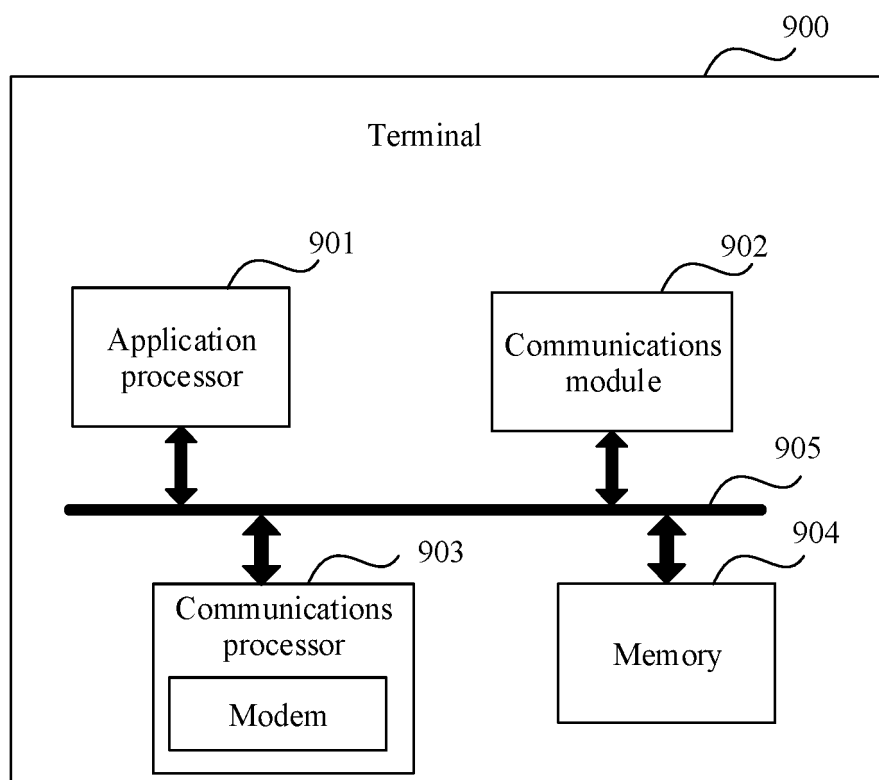 900
Terminal
901
902
Application
processor
Communications
module
905
903
904
Communications
processor
Modem
Memory